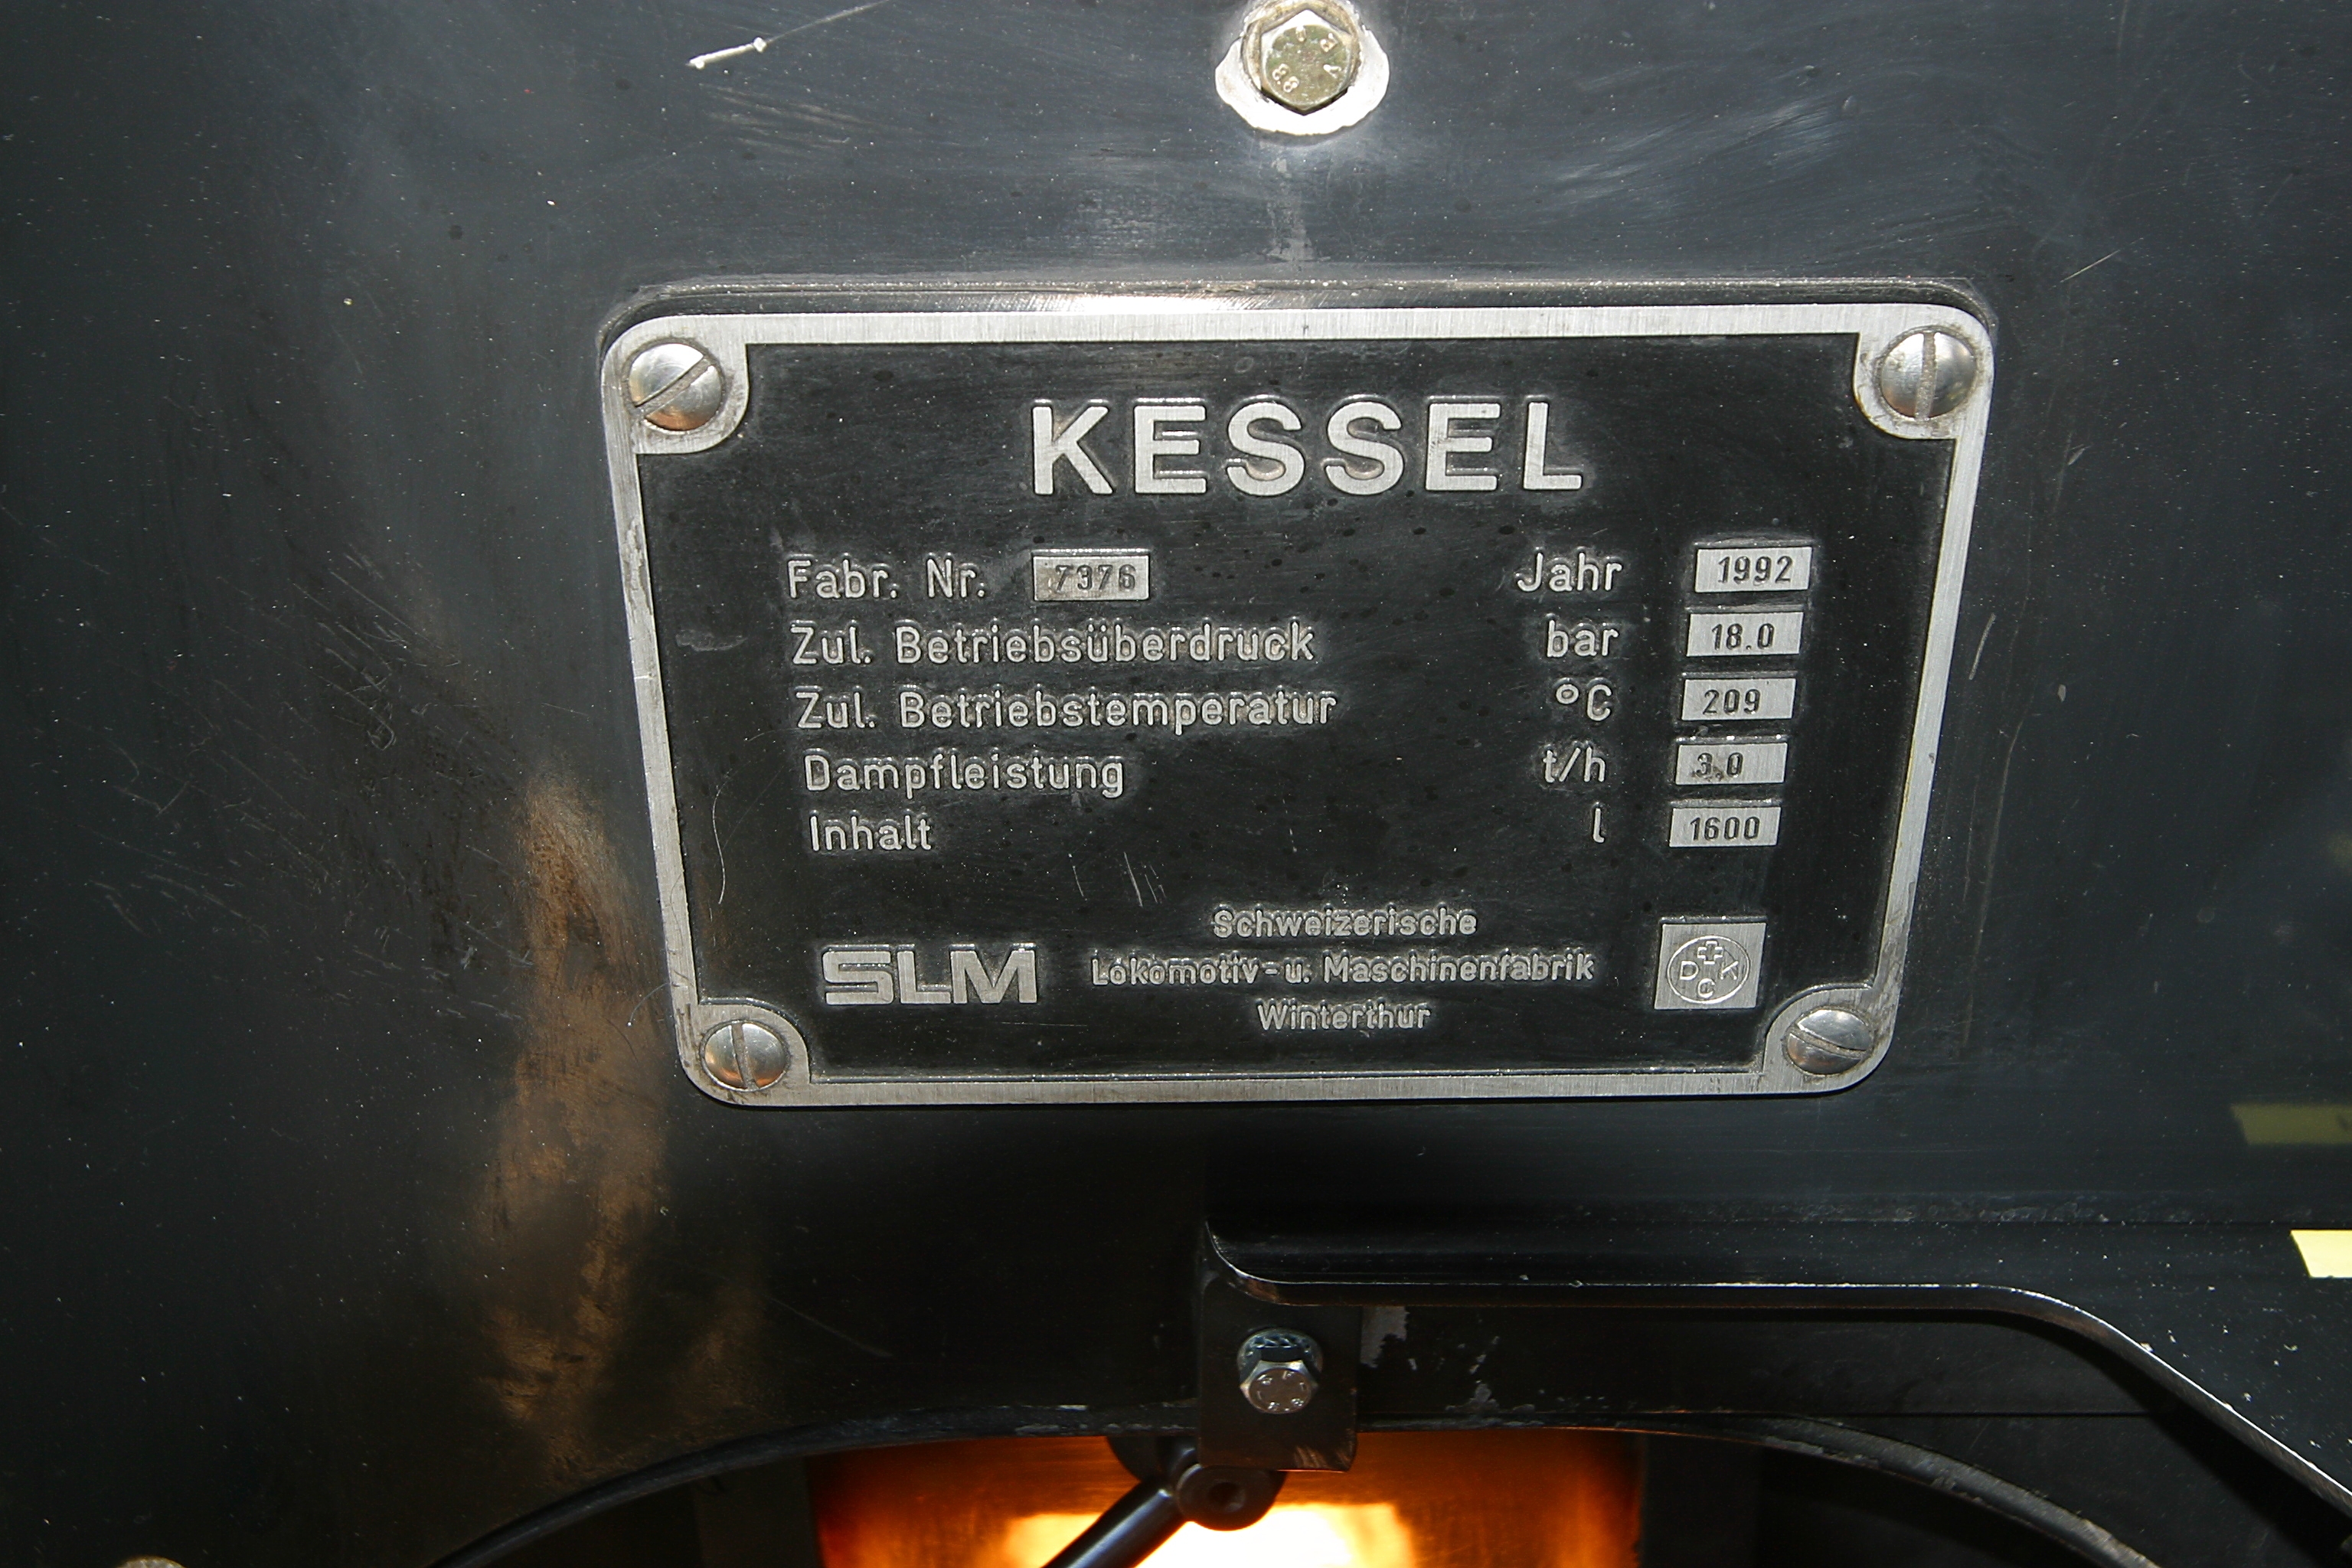 KESSEL
Fabr. Nr. 7376 Jahr 1992
Zul. Betriebsüberdruck bar 18.0
Zul. Betriebstemperatur °C 209
Dampfleistung t/h 3,0
Inhalt l 1600
SLM
Schweizerische
Lokomotiv- u. Maschinenfabrik
Winterthur
D C K